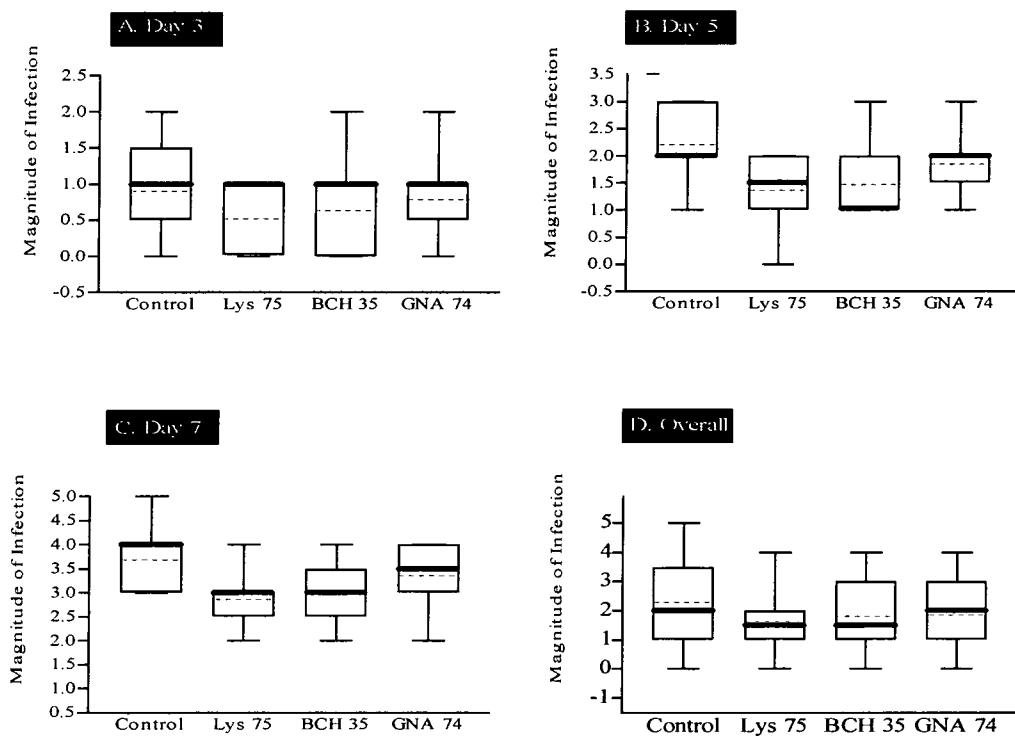 A. Day 3
Magnitude of Infection
2.5
2.0
1.5
1.0
0.5
0.0
-0.5
Control Lys 75 BCH 35 GNA 74
B. Day 5
Magnitude of Infection
3.5
3.0
2.5
2.0
1.5
1.0
0.5
0.0
-0.5
Control Lys 75 BCH 35 GNA 74
C. Day 7
Magnitude of Infection
5.0
4.5
4.0
3.5
3.0
2.5
2.0
1.5
1.0
0.5
Control Lys 75 BCH 35 GNA 74
D. Overall
Magnitude of Infection
5
4
3
2
1
0
-1
Control Lys 75 BCH 35 GNA 74